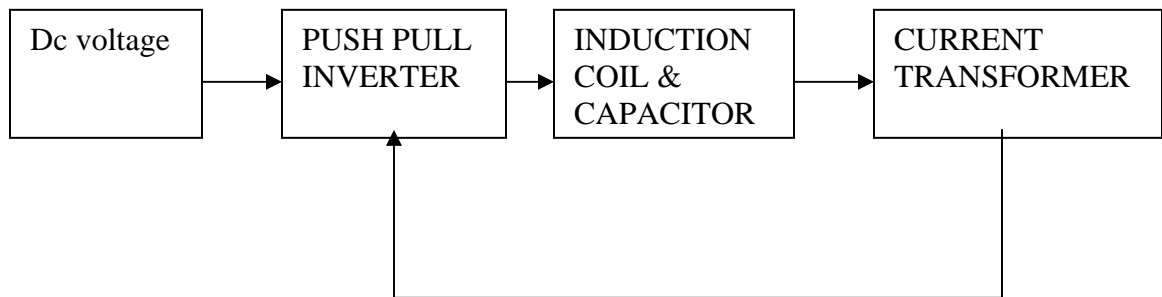 Dc voltage
PUSH PULL
INVERTER
INDUCTION
COIL &
CAPACITOR
CURRENT
TRANSFORMER